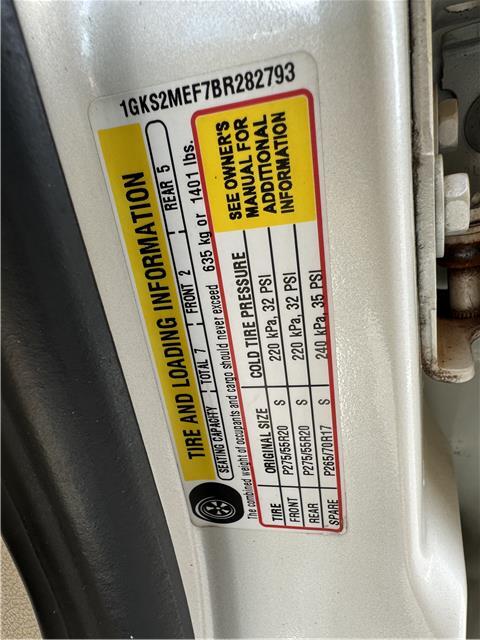 1GKS2MEF7BR282793
TIRE AND LOADING INFORMATION
SEATING CAPACITY TOTAL 7 FRONT 2 REAR 5
The combined weight of occupants and cargo should never exceed 635 kg or 1401 lbs.
TIRE ORIGINAL SIZE COLD TIRE PRESSURE
FRONT P275/55R20 S 220 kPa, 32 PSI
REAR P275/55R20 S 220 kPa, 32 PSI
SPARE P265/70R17 S 240 kPa, 35 PSI
SEE OWNER'S
MANUAL FOR
ADDITIONAL
INFORMATION